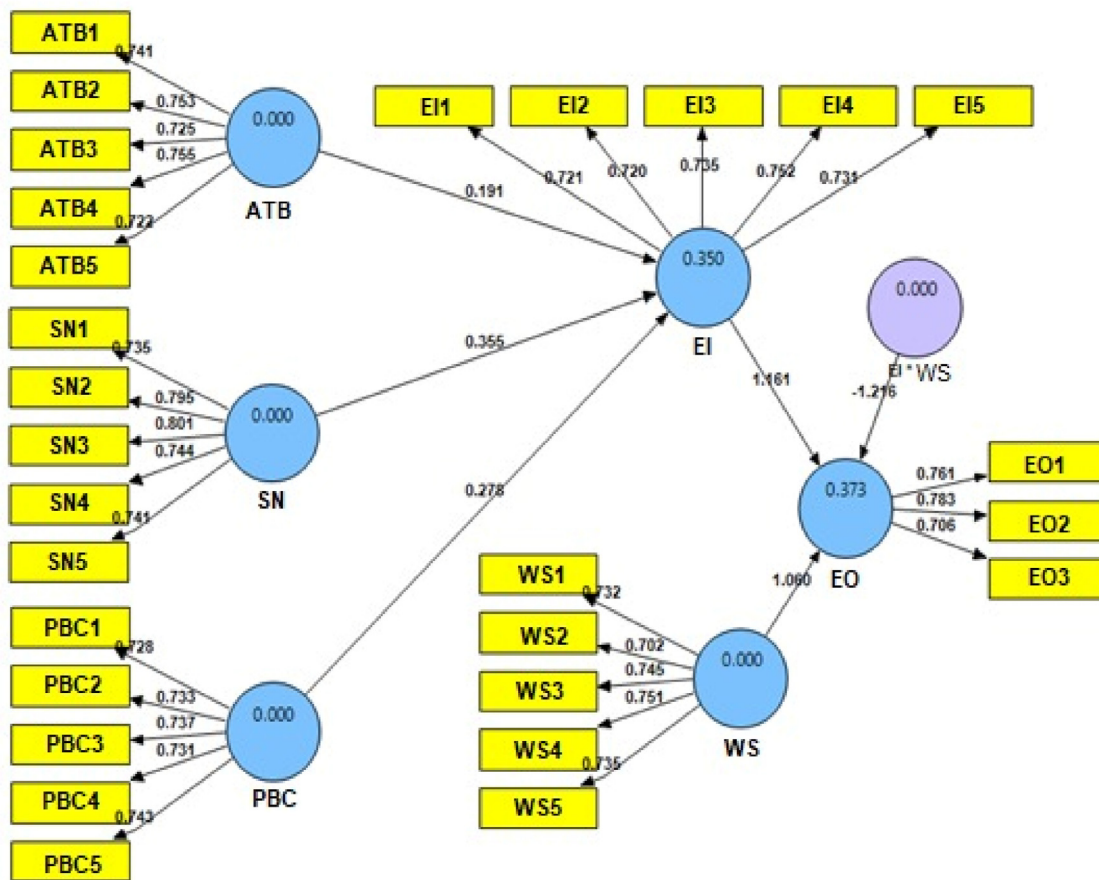 ATB1
0.741
ATB2
0.753
ATB3
0.725
ATB4
0.755
ATB5
0.722
0.000
ATB
EI1
EI2
EI3
EI4
EI5
0.721
0.720
0.735
0.752
0.731
0.191
0.350
EI
0.000
EI * WS
SN1
0.735
SN2
0.795
SN3
0.801
SN4
0.744
SN5
0.741
0.000
SN
0.355
1.161
-1.216
0.278
0.373
EO
0.761
EO1
0.783
EO2
0.706
EO3
PBC1
0.728
PBC2
0.733
PBC3
0.737
PBC4
0.731
PBC5
0.743
0.000
PBC
WS1
0.732
WS2
0.702
WS3
0.745
WS4
0.751
WS5
0.735
0.000
WS
1.060